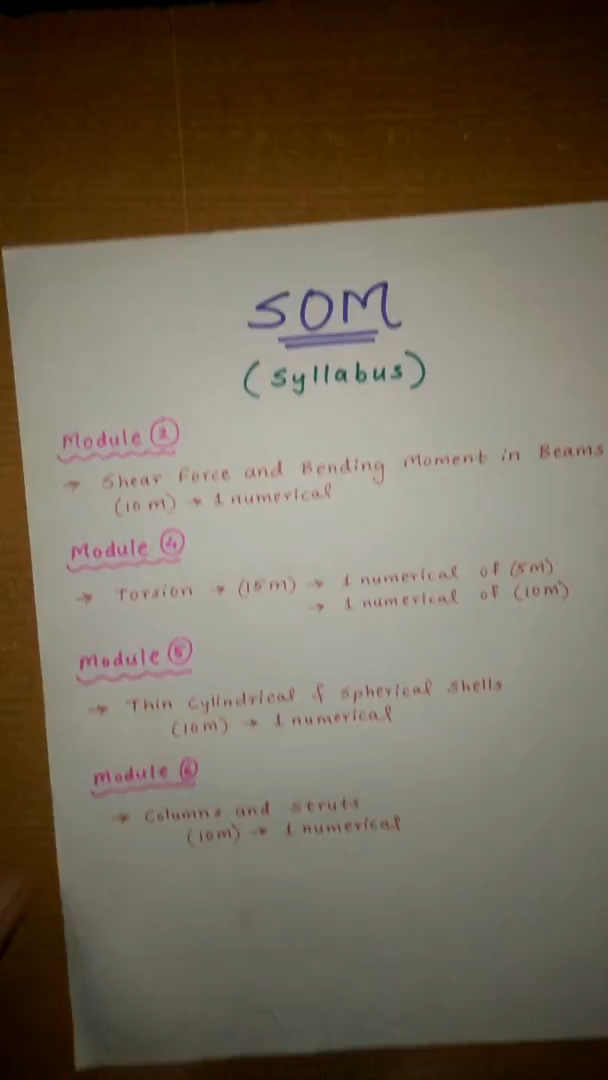 SOM
(Syllabus)
Module 2
→ Shear Force and Bending Moment in Beams
(10 m) → 1 numerical
Module 4
→ Torsion → (15m) → 1 numerical of (5m)
→ 1 numerical of (10m)
Module 5
→ Thin Cylindrical & Spherical Shells
(10m) → 1 numerical
Module 6
→ Columns and Struts
(10m) → 1 numerical